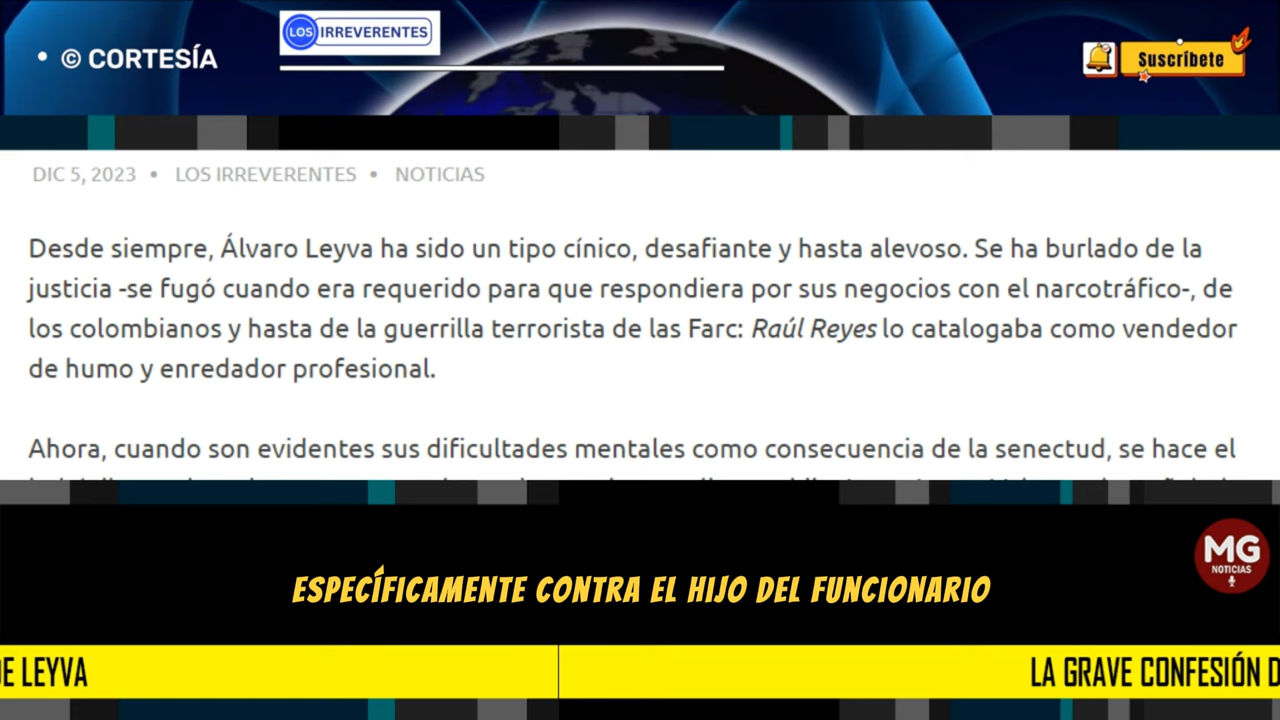 • © CORTESÍA
LOS IRREVERENTES
Suscríbete
DIC 5, 2023 • LOS IRREVERENTES • NOTICIAS
Desde siempre, Álvaro Leyva ha sido un tipo cínico, desafiante y hasta alevoso. Se ha burlado de la
justicia -se fugó cuando era requerido para que respondiera por sus negocios con el narcotráfico-, de
los colombianos y hasta de la guerrilla terrorista de las Farc: Raúl Reyes lo catalogaba como vendedor
de humo y enredador profesional.
Ahora, cuando son evidentes sus dificultades mentales como consecuencia de la senectud, se hace el
MG
NOTICIAS
ESPECÍFICAMENTE CONTRA EL HIJO DEL FUNCIONARIO
DE LEYVA
LA GRAVE CONFESIÓN D